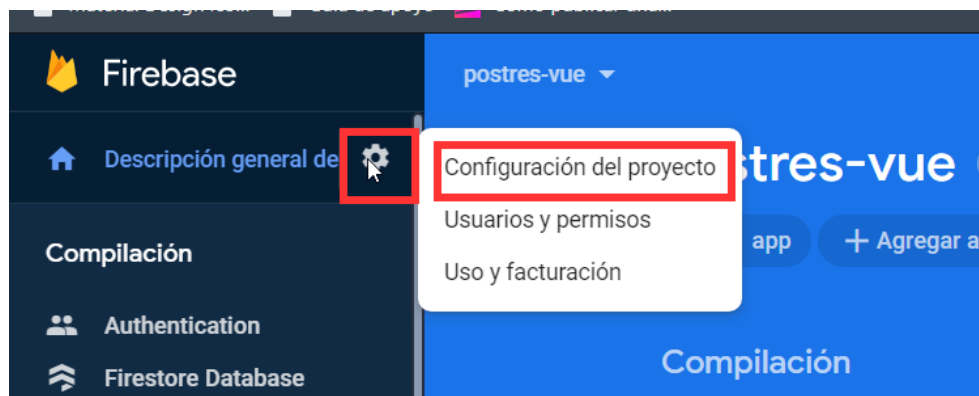 Firebase
postres-vue
Descripción general de
Configuración del proyecto
Usuarios y permisos
Uso y facturación
stres-vue
app
+ Agregar a
Compilación
Authentication
Firestore Database
Compilación